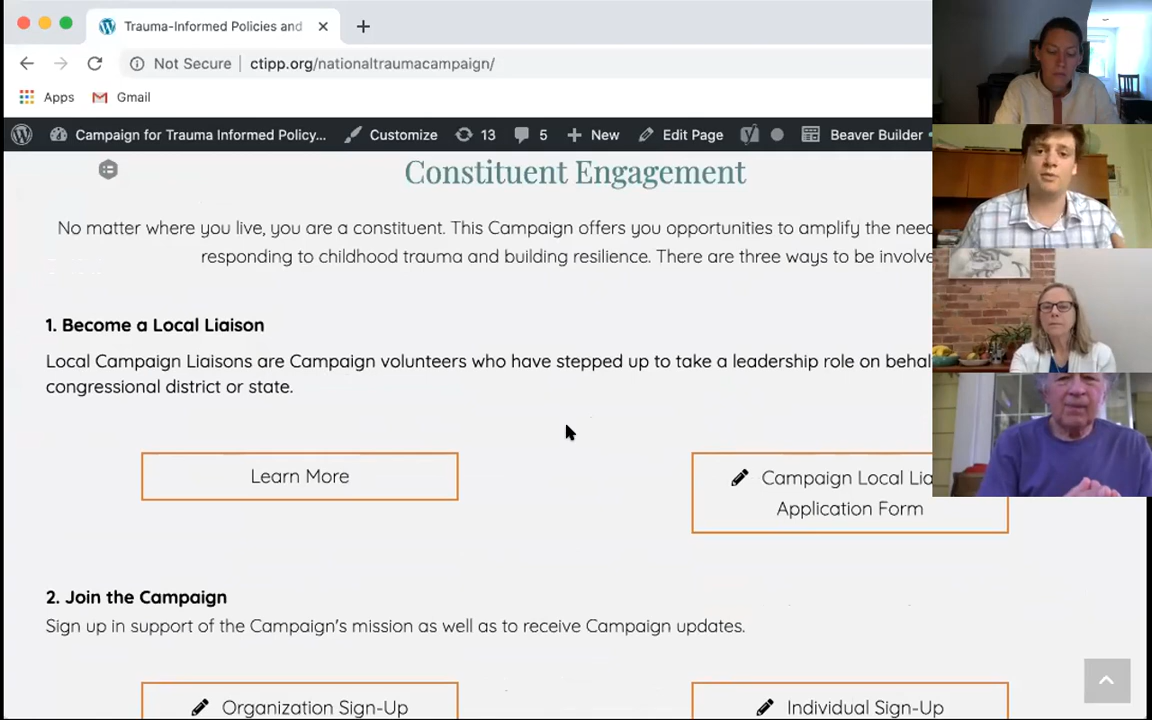 Trauma-Informed Policies and
Not Secure | ctipp.org/nationaltraumacampaign/
Apps Gmail
Campaign for Trauma Informed Policy... Customize 13 5 New Edit Page Beaver Builder
Constituent Engagement
No matter where you live, you are a constituent. This Campaign offers you opportunities to amplify the
responding to childhood trauma and building resilience. There are three ways to be
1. Become a Local Liaison
Local Campaign Liaisons are Campaign volunteers who have stepped up to take a leadership role on
congressional district or state.
Learn More
Campaign Local
Application Form
2. Join the Campaign
Sign up in support of the Campaign's mission as well as to receive Campaign updates.
Organization Sign-Up
Individual Sign-Up